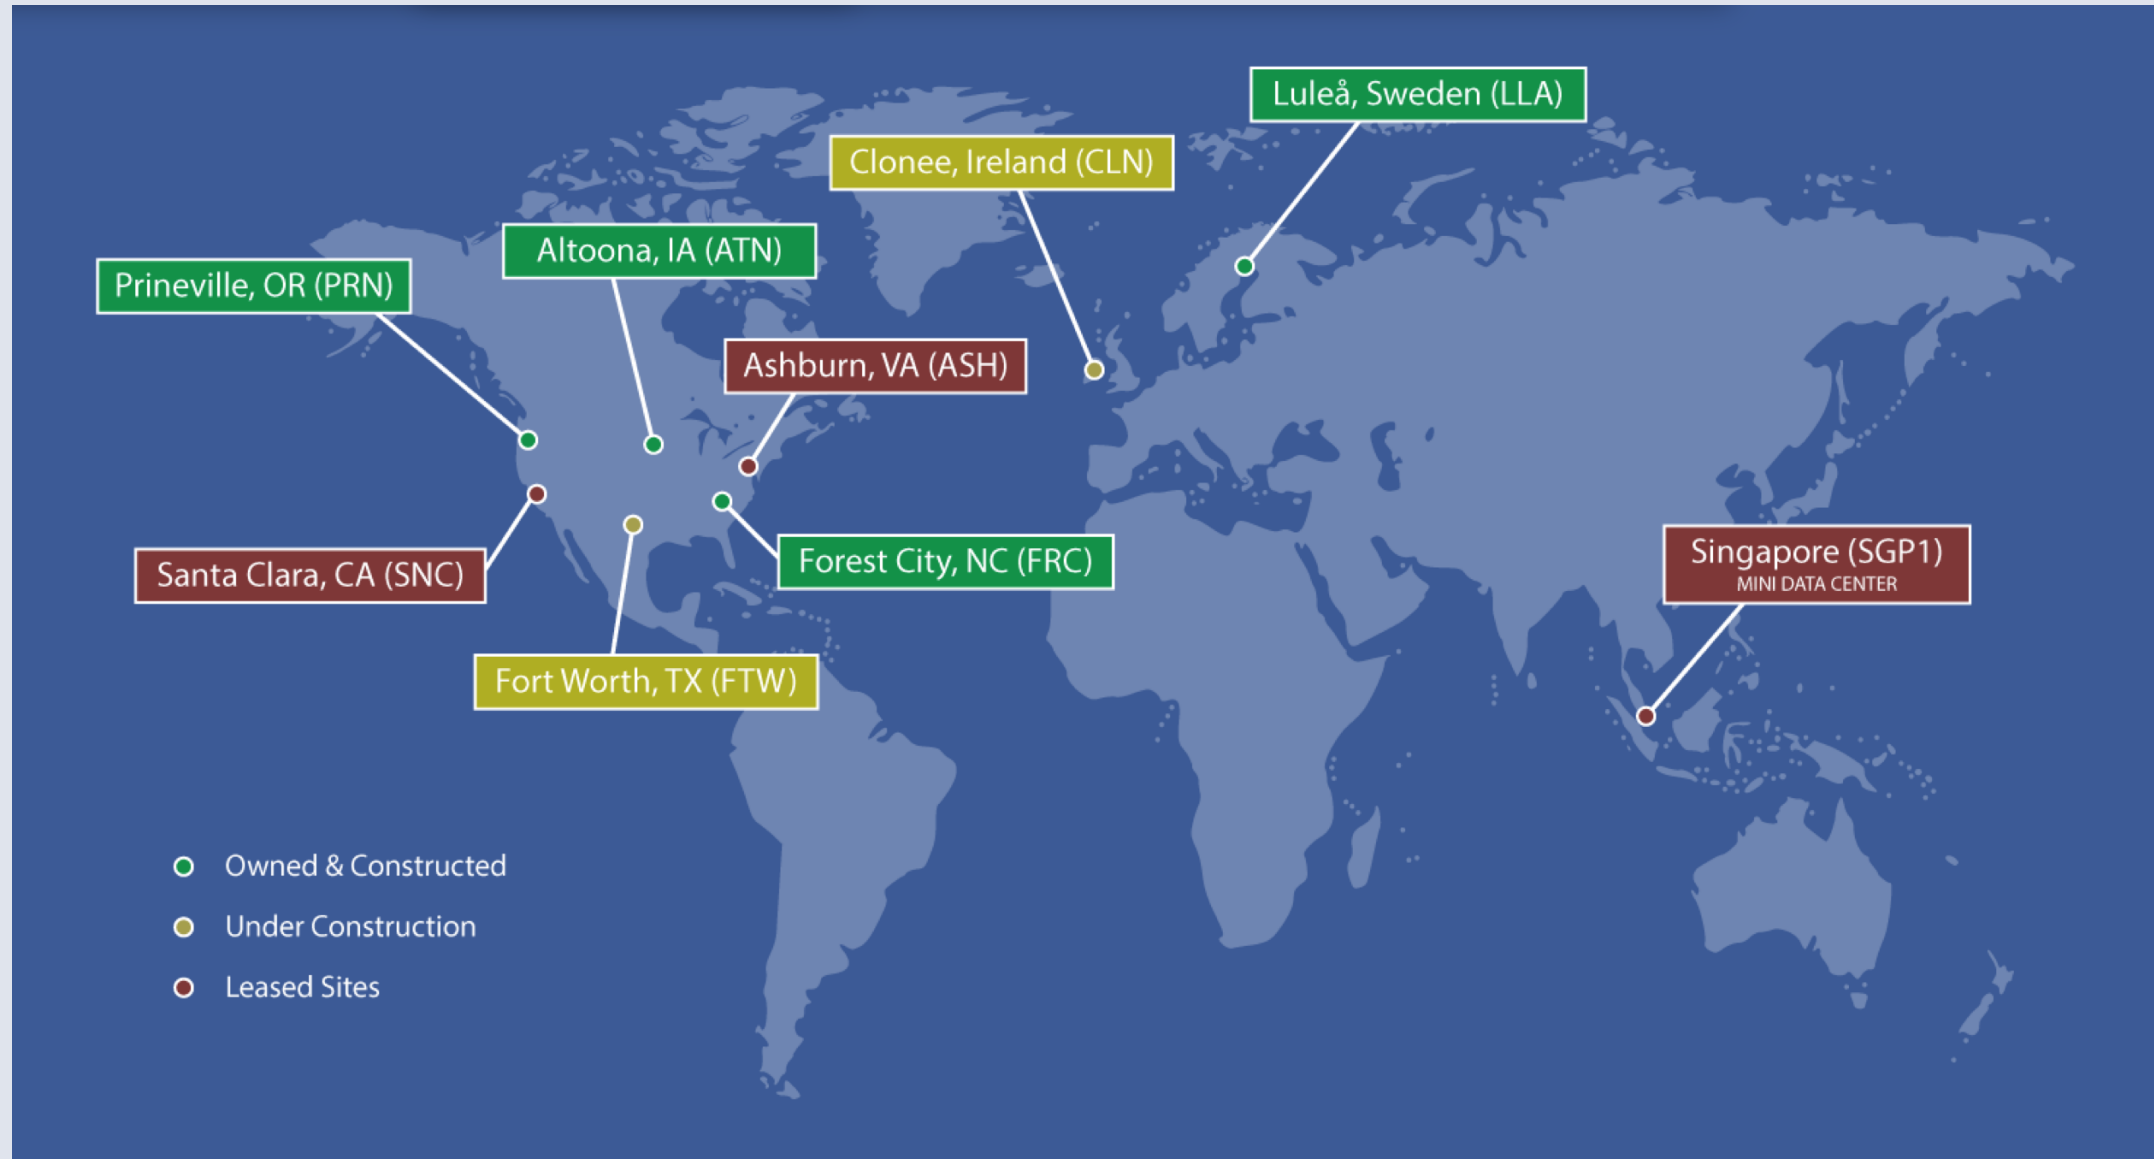 Luleå, Sweden (LLA)
Clonee, Ireland (CLN)
Altoona, IA (ATN)
Prineville, OR (PRN)
Ashburn, VA (ASH)
Santa Clara, CA (SNC)
Forest City, NC (FRC)
Singapore (SGP1)
MINI DATA CENTER
Fort Worth, TX (FTW)
Owned & Constructed
Under Construction
Leased Sites